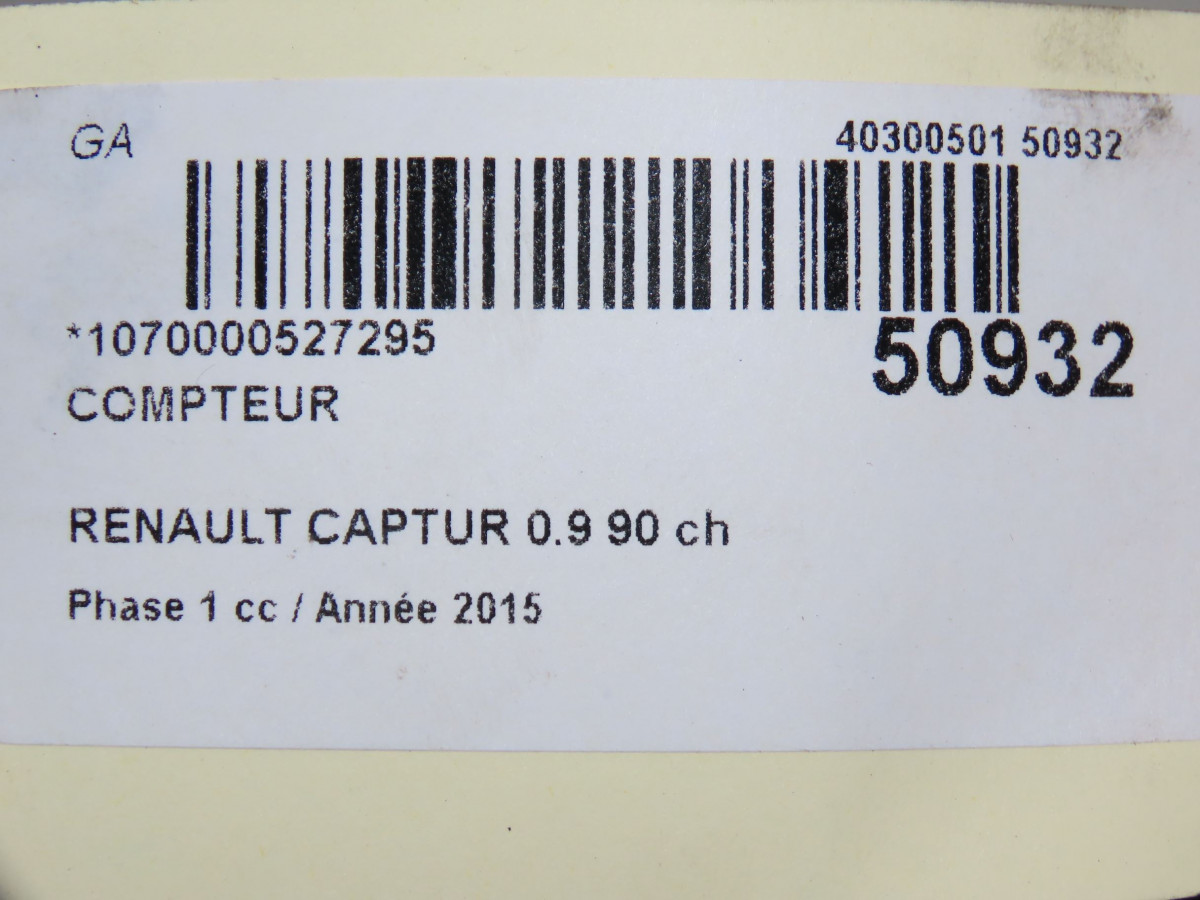 GA
40300501 50932
*1070000527295
50932
COMPTEUR
RENAULT CAPTUR 0.9 90 ch
Phase 1 cc / Année 2015